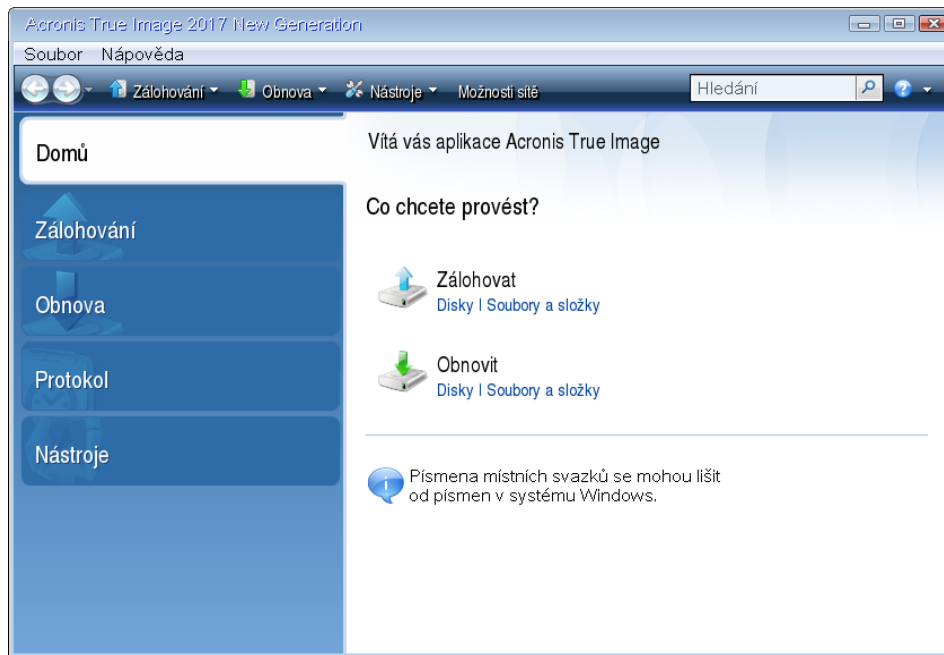 Acronis True Image 2017 New Generation
Soubor Nápověda
Zálohování Obnova Nástroje Možnosti sítě Hledání
Domů
Zálohování
Obnova
Protokol
Nástroje
Vítá vás aplikace Acronis True Image
Co chcete provést?
Zálohovat
Disky | Soubory a složky
Obnovit
Disky | Soubory a složky
Písmena místních svazků se mohou lišit
od písmen v systému Windows.